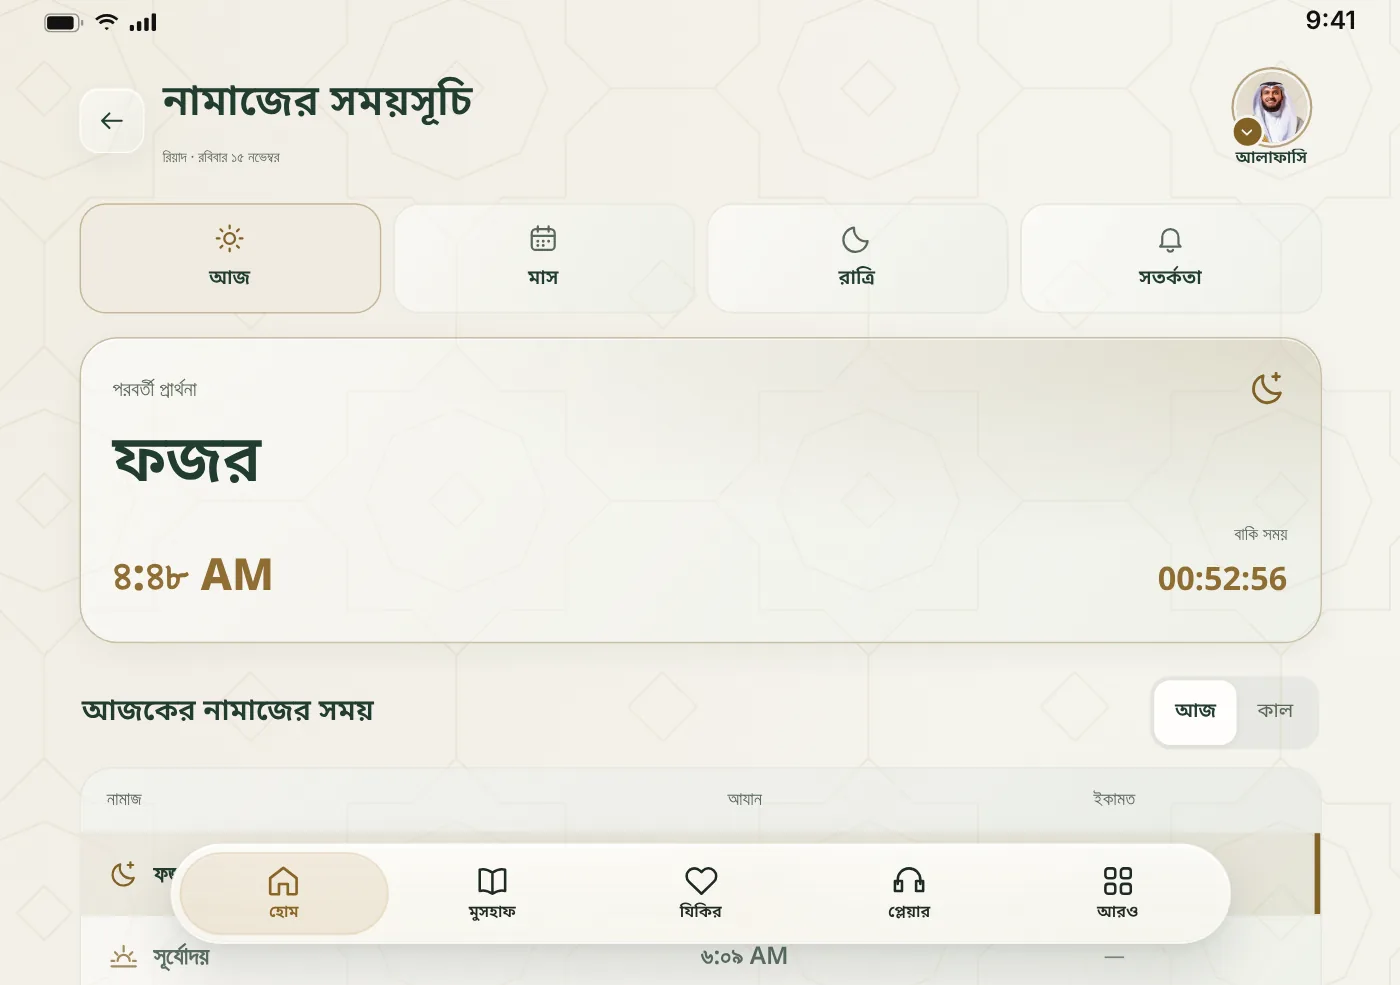 9:41
নামাজের সময়সূচি
রিয়াদ · রবিবার ১৫ নভেম্বর
আলাফাসি
আজ
মাস
রাত্রি
সতর্কতা
পরবর্তী প্রার্থনা
ফজর
৪:৪৮ AM
বাকি সময়
00:52:56
আজকের নামাজের সময়
আজ
কাল
নামাজ
আযান
ইকামত
হোম
মুসহাফ
যিকির
প্লেয়ার
আরও
সূর্যোদয়
৬:০৯ AM
—